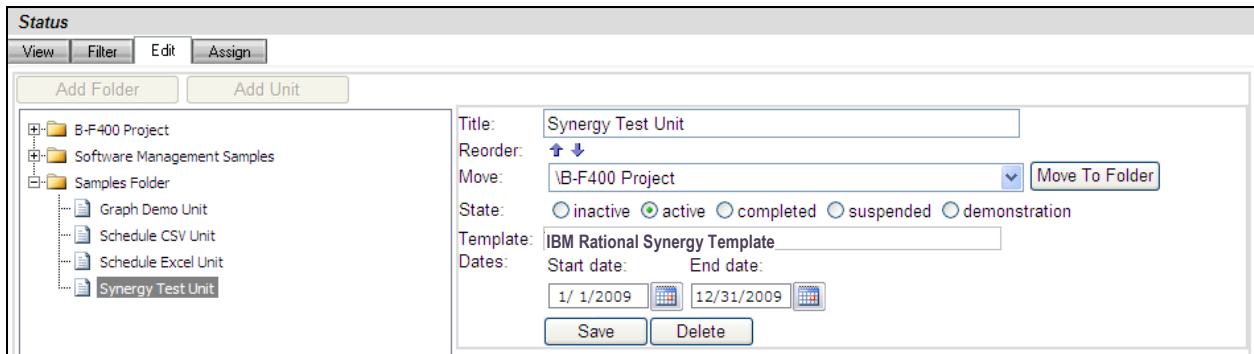 Status
View Filter Edit Assign
Add Folder Add Unit
B-F400 Project
Software Management Samples
Samples Folder
Graph Demo Unit
Schedule CSV Unit
Schedule Excel Unit
Synergy Test Unit
Title: Synergy Test Unit
Reorder:
Move: \B-F400 Project Move To Folder
State: inactive active completed suspended demonstration
Template: IBM Rational Synergy Template
Dates: Start date: End date:
1/ 1/2009 12/31/2009
Save Delete